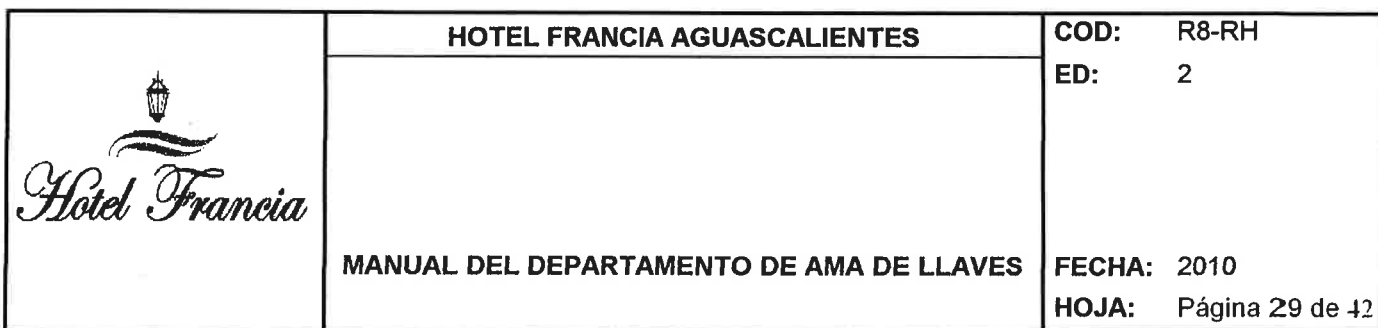 HOTEL FRANCIA AGUASCALIENTES
COD: R8-RH
ED: 2
Hotel Francia
MANUAL DEL DEPARTAMENTO DE AMA DE LLAVES
FECHA: 2010
HOJA: Página 29 de 42